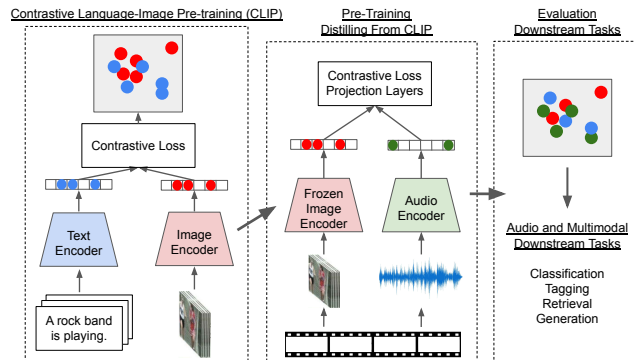 Contrastive Language-Image Pre-training (CLIP)
Contrastive Loss
Text
Encoder
Image
Encoder
A rock band
is playing.
Pre-Training
Distilling From CLIP
Contrastive Loss
Projection Layers
Frozen
Image
Encoder
Audio
Encoder
Evaluation
Downstream Tasks
Audio and Multimodal
Downstream Tasks
Classification
Tagging
Retrieval
Generation